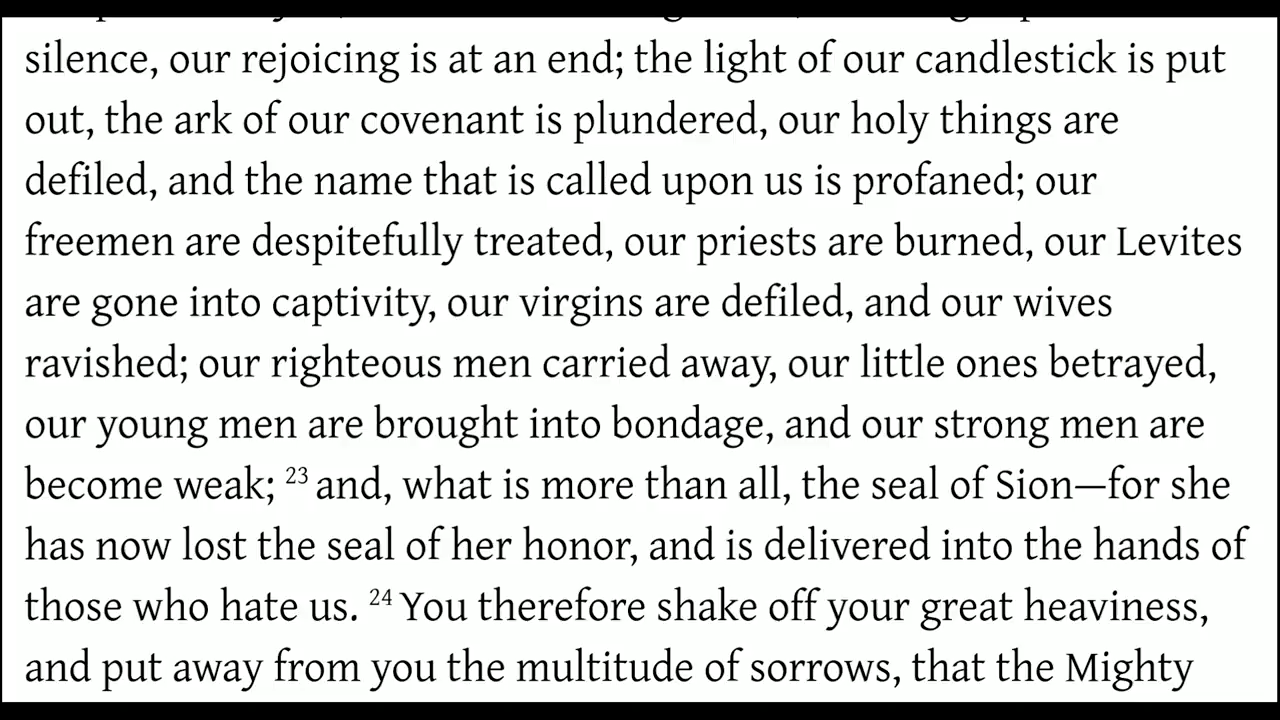 silence, our rejoicing is at an end; the light of our candlestick is put
out, the ark of our covenant is plundered, our holy things are
defiled, and the name that is called upon us is profaned; our
freemen are despitefully treated, our priests are burned, our Levites
are gone into captivity, our virgins are defiled, and our wives
ravished; our righteous men carried away, our little ones betrayed,
our young men are brought into bondage, and our strong men are
become weak; 23 and, what is more than all, the seal of Sion—for she
has now lost the seal of her honor, and is delivered into the hands of
those who hate us. 24 You therefore shake off your great heaviness,
and put away from you the multitude of sorrows, that the Mighty